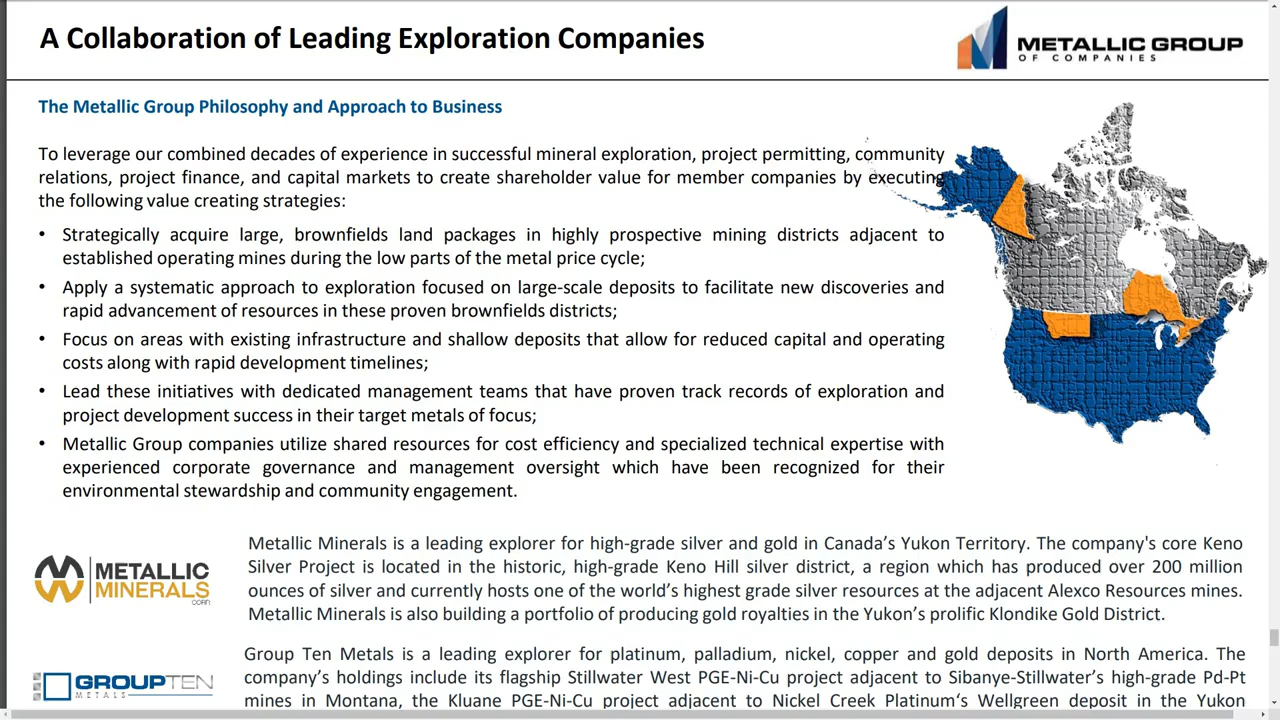 A Collaboration of Leading Exploration Companies
METALLIC GROUP
OF COMPANIES
The Metallic Group Philosophy and Approach to Business
To leverage our combined decades of experience in successful mineral exploration, project permitting, community
relations, project finance, and capital markets to create shareholder value for member companies by executing
the following value creating strategies:
• Strategically acquire large, brownfields land packages in highly prospective mining districts adjacent to
established operating mines during the low parts of the metal price cycle;
• Apply a systematic approach to exploration focused on large-scale deposits to facilitate new discoveries and
rapid advancement of resources in these proven brownfields districts;
• Focus on areas with existing infrastructure and shallow deposits that allow for reduced capital and operating
costs along with rapid development timelines;
• Lead these initiatives with dedicated management teams that have proven track records of exploration and
project development success in their target metals of focus;
• Metallic Group companies utilize shared resources for cost efficiency and specialized technical expertise with
experienced corporate governance and management oversight which have been recognized for their
environmental stewardship and community engagement.
METALLIC
MINERALS
CORP.
Metallic Minerals is a leading explorer for high-grade silver and gold in Canada’s Yukon Territory. The company's core Keno
Silver Project is located in the historic, high-grade Keno Hill silver district, a region which has produced over 200 million
ounces of silver and currently hosts one of the world’s highest grade silver resources at the adjacent Alexco Resources mines.
Metallic Minerals is also building a portfolio of producing gold royalties in the Yukon’s prolific Klondike Gold District.
GROUP TEN
METALS
Group Ten Metals is a leading explorer for platinum, palladium, nickel, copper and gold deposits in North America. The
company’s holdings include its flagship Stillwater West PGE-Ni-Cu project adjacent to Sibanye-Stillwater’s high-grade Pd-Pt
mines in Montana, the Kluane PGE-Ni-Cu project adjacent to Nickel Creek Platinum‘s Wellgreen deposit in the Yukon